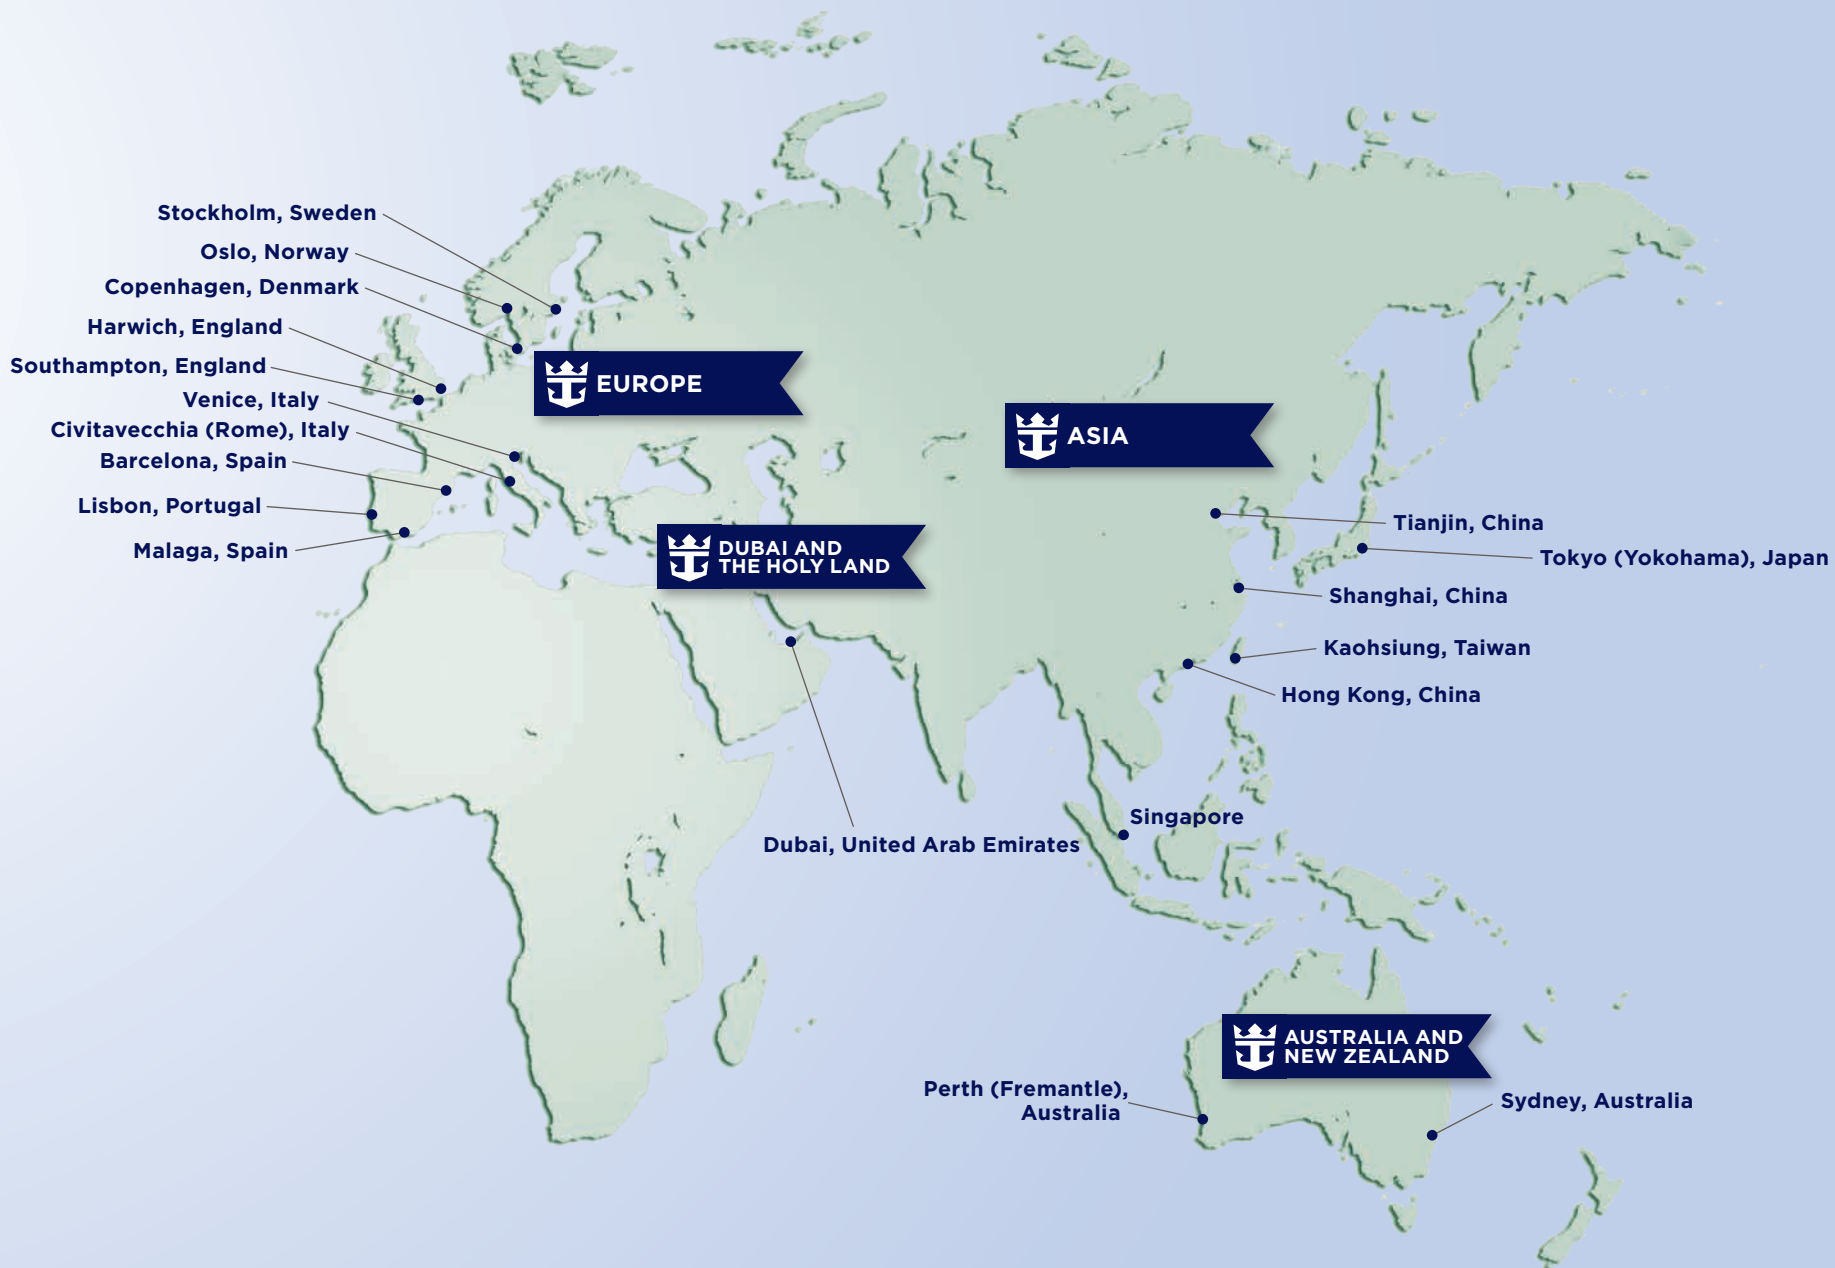 Stockholm, Sweden
Oslo, Norway
Copenhagen, Denmark
Harwich, England
Southampton, England
Venice, Italy
Civitavecchia (Rome), Italy
Barcelona, Spain
Lisbon, Portugal
Malaga, Spain
EUROPE
ASIA
DUBAI AND
THE HOLY LAND
Tianjin, China
Tokyo (Yokohama), Japan
Shanghai, China
Kaohsiung, Taiwan
Hong Kong, China
Singapore
Dubai, United Arab Emirates
AUSTRALIA AND
NEW ZEALAND
Perth (Fremantle),
Australia
Sydney, Australia